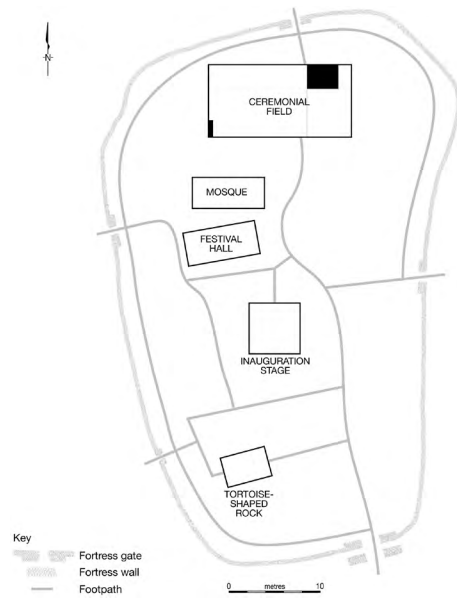 N
CEREMONIAL
FIELD
MOSQUE
FESTIVAL
HALL
INAUGURATION
STAGE
TORTOISE-
SHAPED
ROCK
Key
Fortress gate
Fortress wall
Footpath
0 metres 10